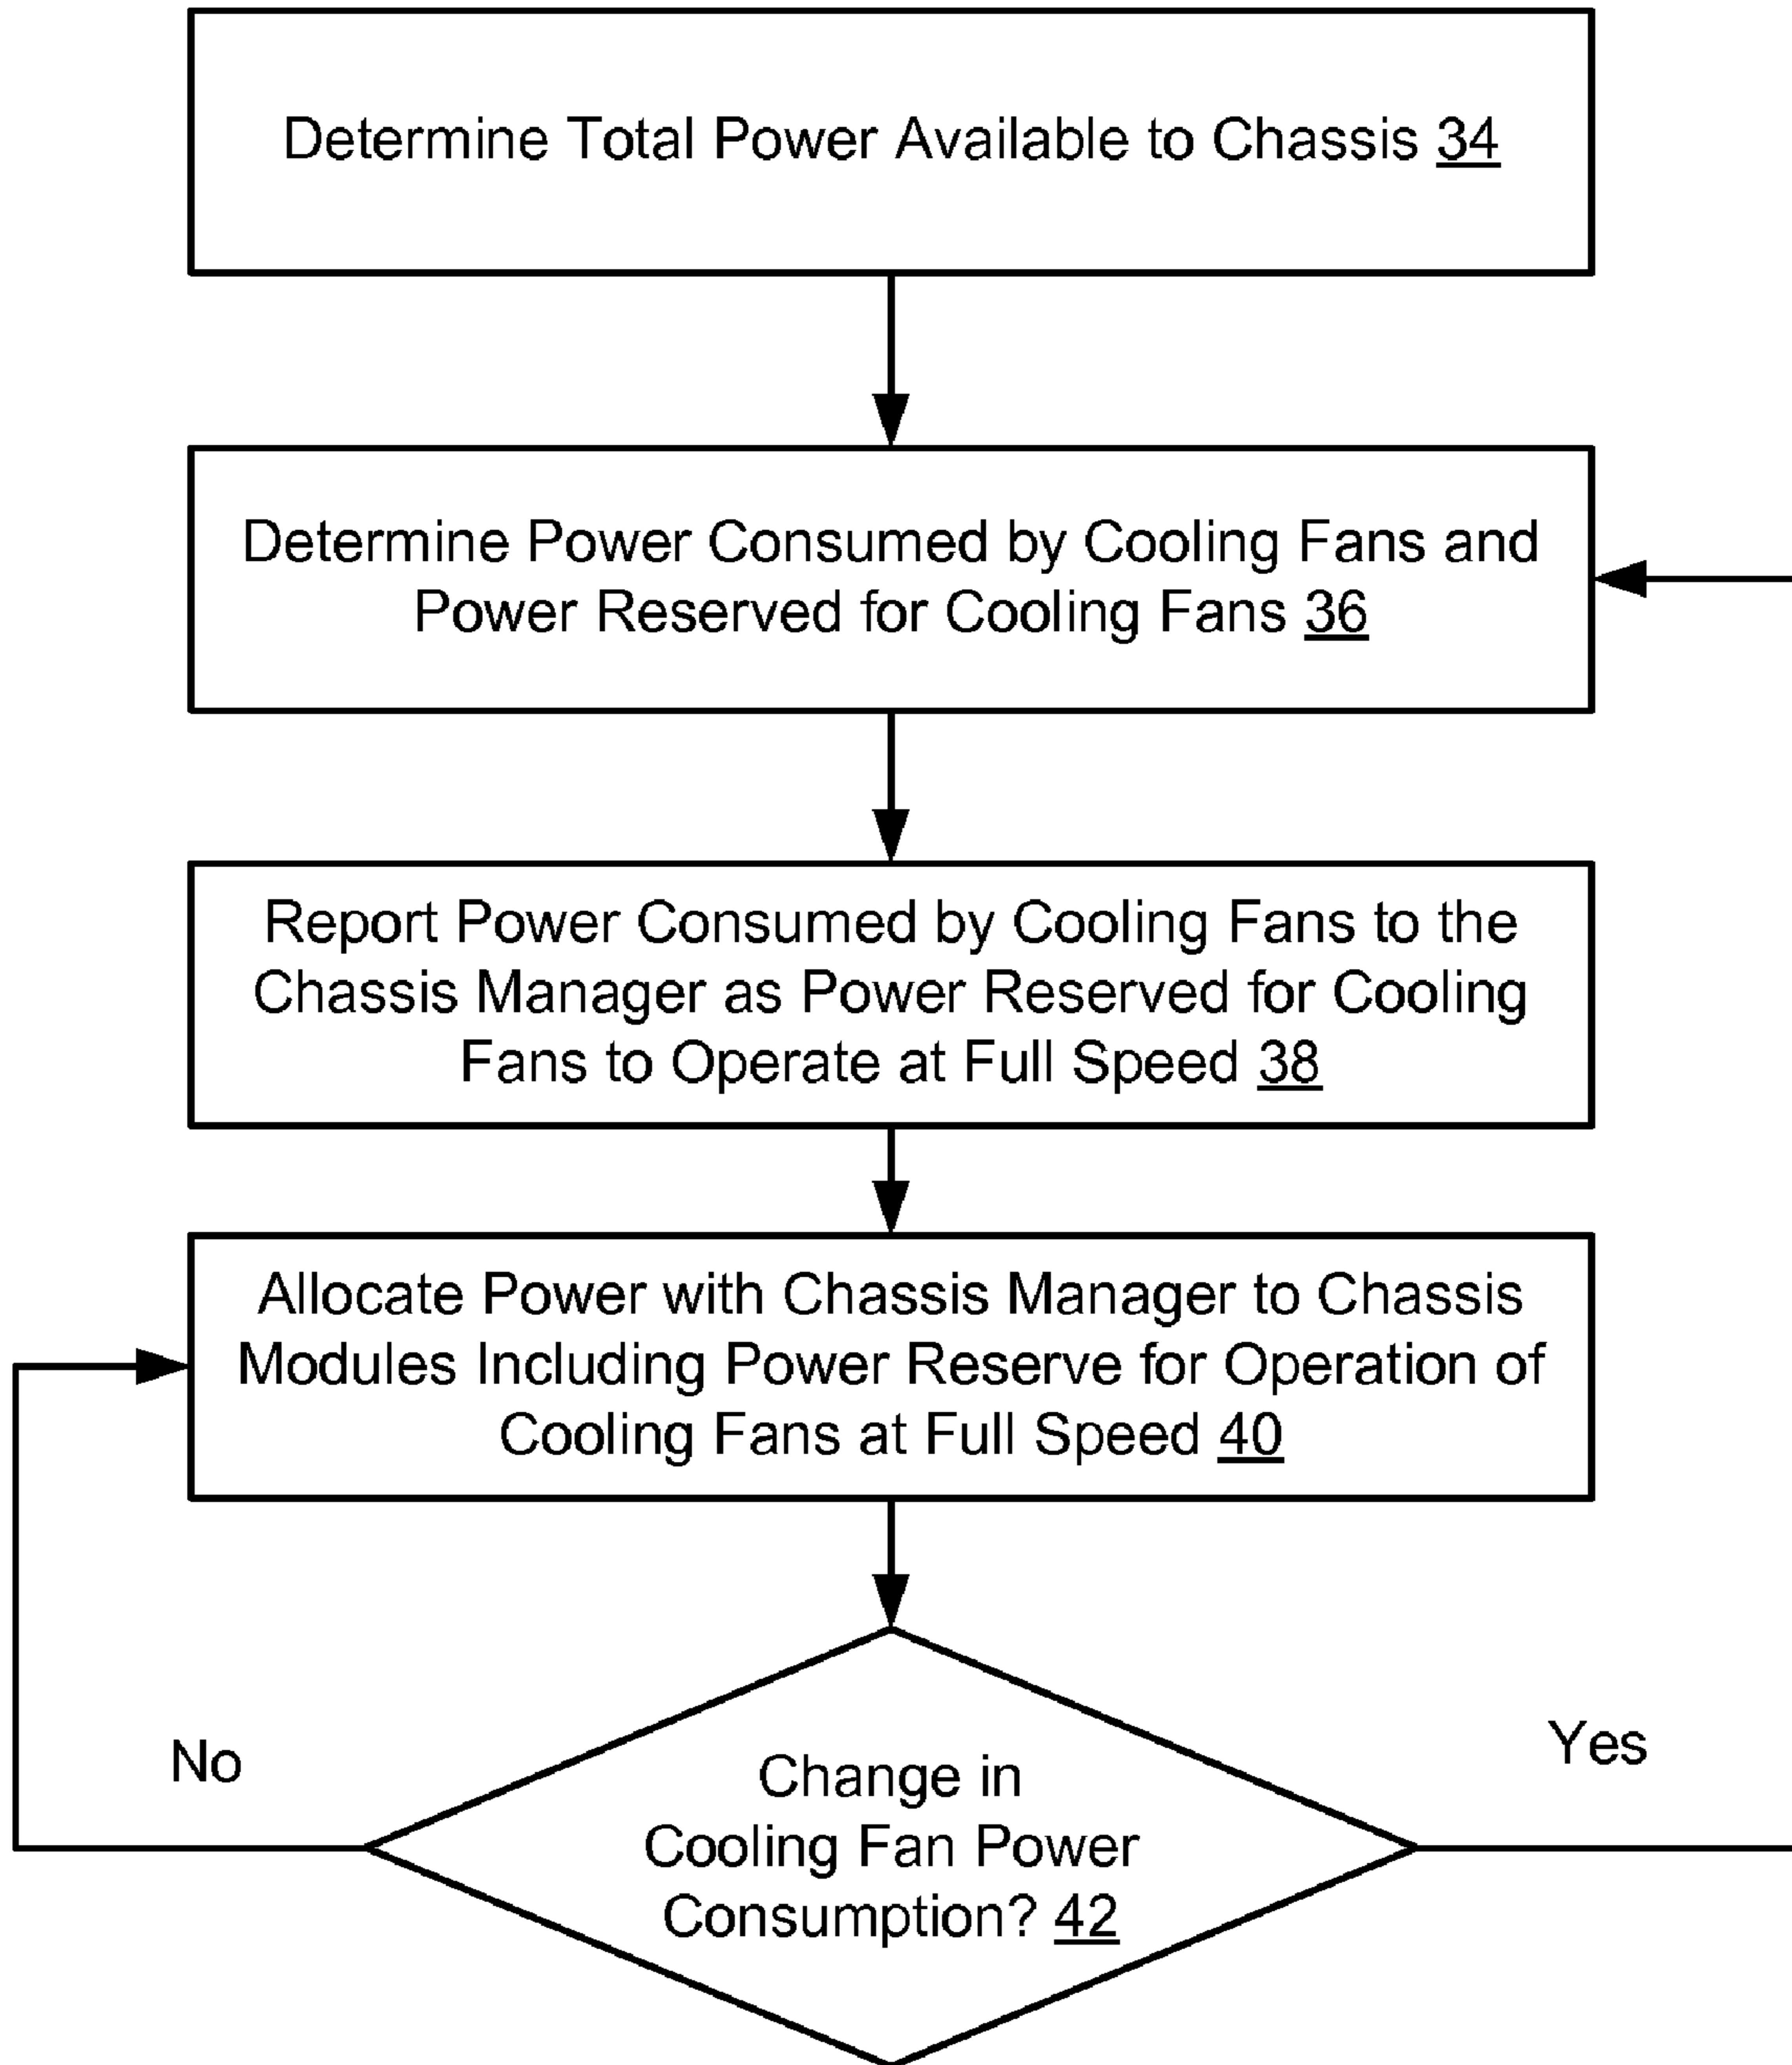 Determine Total Power Available to Chassis 34
Determine Power Consumed by Cooling Fans and
Power Reserved for Cooling Fans 36
Report Power Consumed by Cooling Fans to the
Chassis Manager as Power Reserved for Cooling
Fans to Operate at Full Speed 38
Allocate Power with Chassis Manager to Chassis
Modules Including Power Reserve for Operation of
Cooling Fans at Full Speed 40
No
Yes
Change in
Cooling Fan Power
Consumption? 42